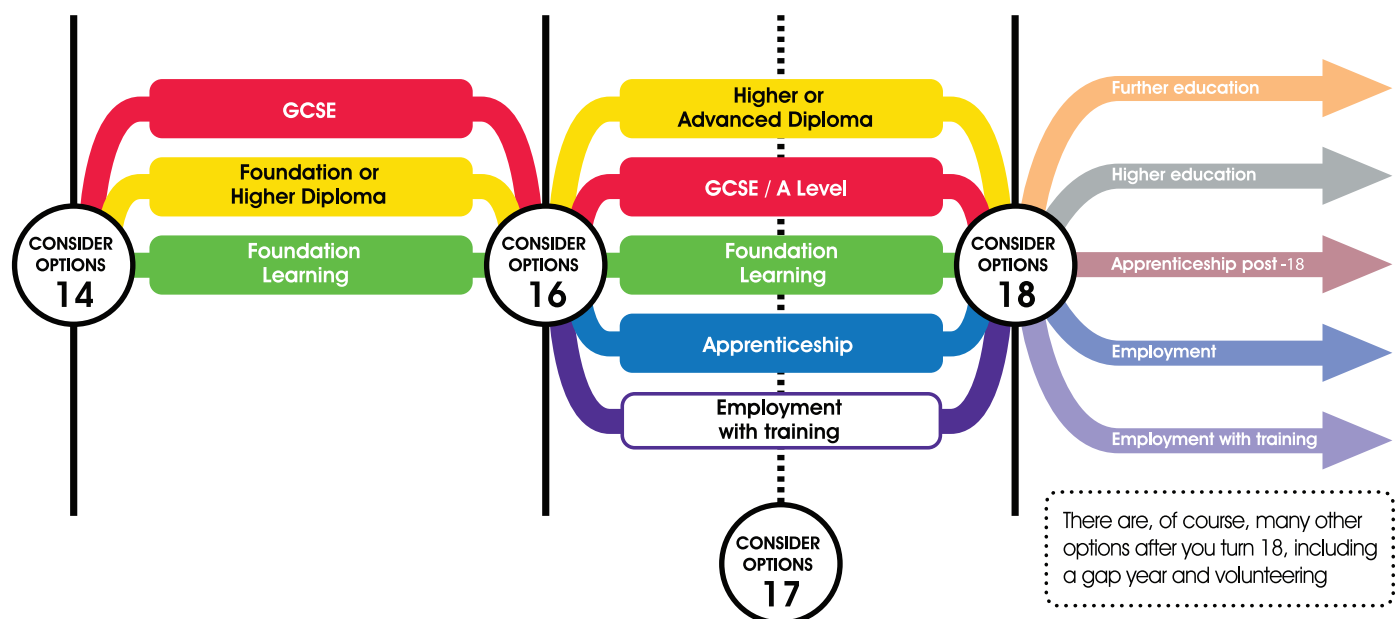 CONSIDER
OPTIONS
14
GCSE
Foundation or
Higher Diploma
Foundation
Learning
CONSIDER
OPTIONS
16
Higher or
Advanced Diploma
GCSE / A Level
Foundation
Learning
Apprenticeship
Employment
with training
CONSIDER
OPTIONS
17
CONSIDER
OPTIONS
18
Further education
Higher education
Apprenticeship post-18
Employment
Employment with training
There are, of course, many other
options after you turn 18, including
a gap year and volunteering